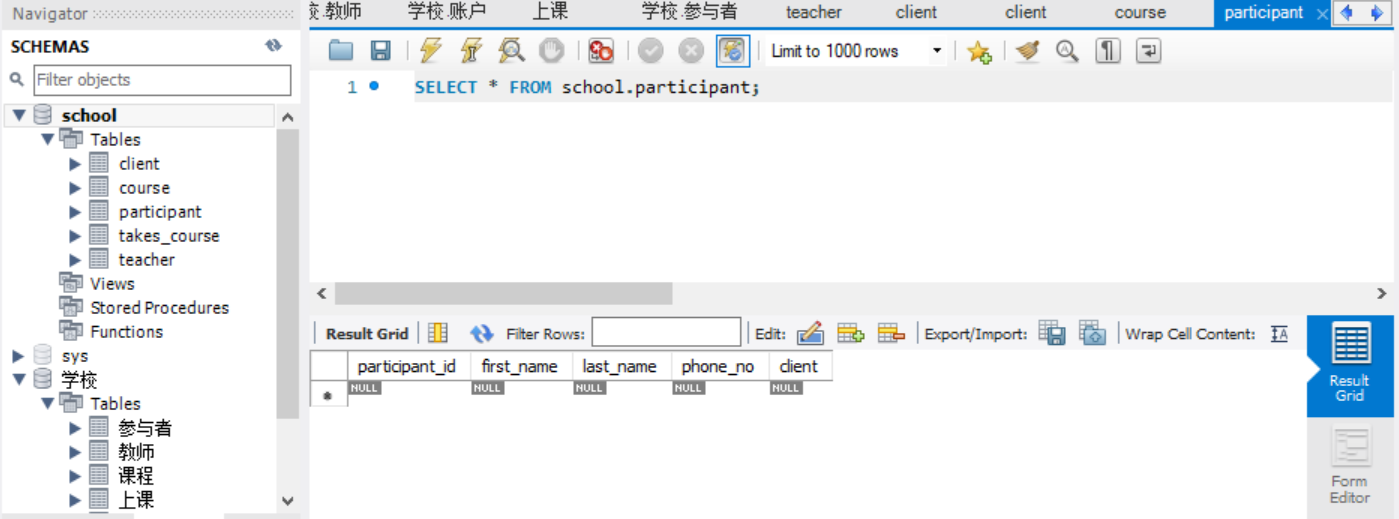 Navigator
SCHEMAS
Filter objects
school
Tables
client
course
participant
takes_course
teacher
Views
Stored Procedures
Functions
sys
学校
Tables
参与者
教师
课程
上课
教师 学校.账户 上课 学校.参与者 teacher client client course participant
Limit to 1000 rows
1 SELECT * FROM school.participant;
Result Grid Filter Rows: Edit: Export/Import: Wrap Cell Content:
participant_id first_name last_name phone_no client
NULL NULL NULL NULL NULL
Result
Grid
Form
Editor